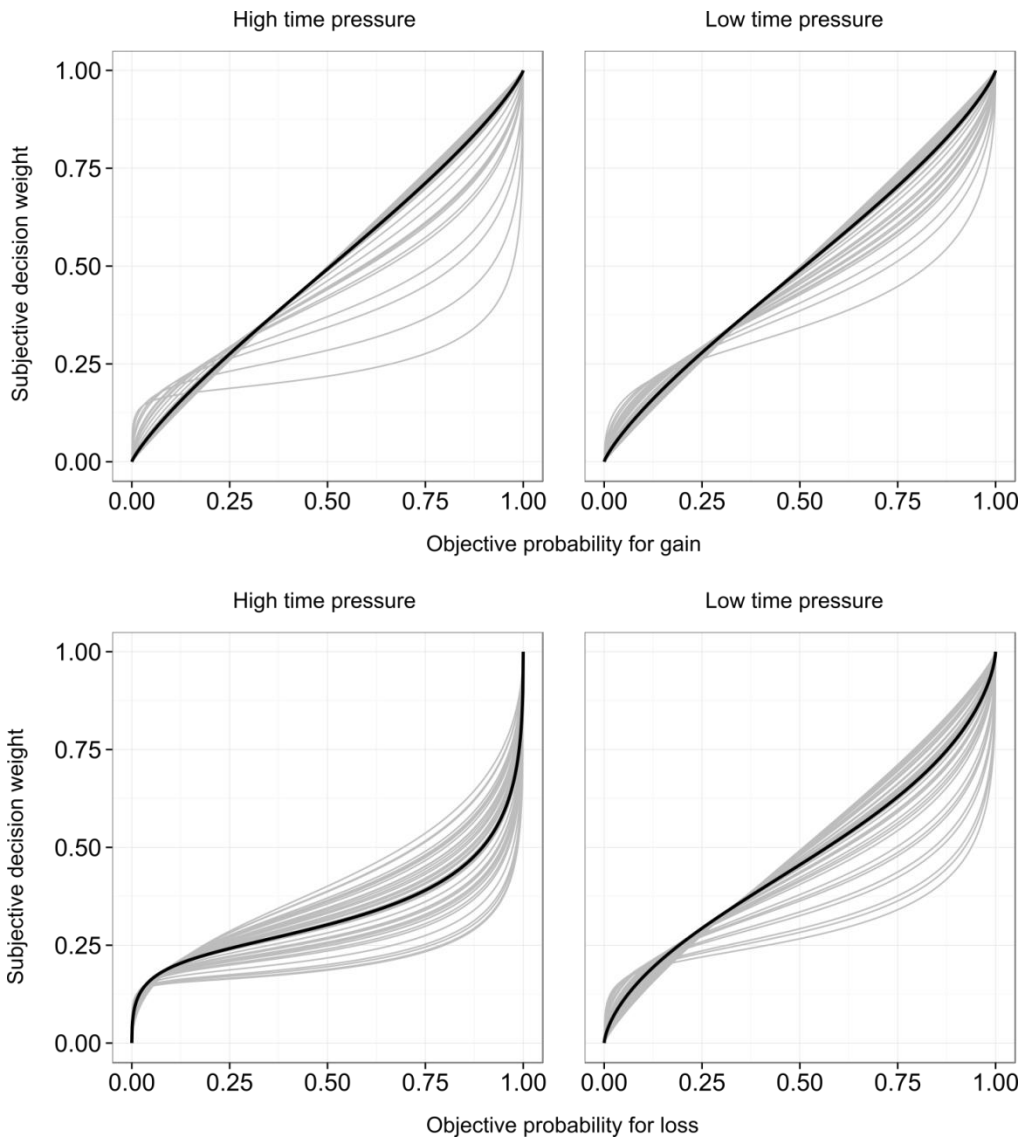 High time pressure
Low time pressure
Subjective decision weight
1.00
0.75
0.50
0.25
0.00
0.00 0.25 0.50 0.75 1.00
0.00 0.25 0.50 0.75 1.00
Objective probability for gain
High time pressure
Low time pressure
Subjective decision weight
1.00
0.75
0.50
0.25
0.00
0.00 0.25 0.50 0.75 1.00
0.00 0.25 0.50 0.75 1.00
Objective probability for loss